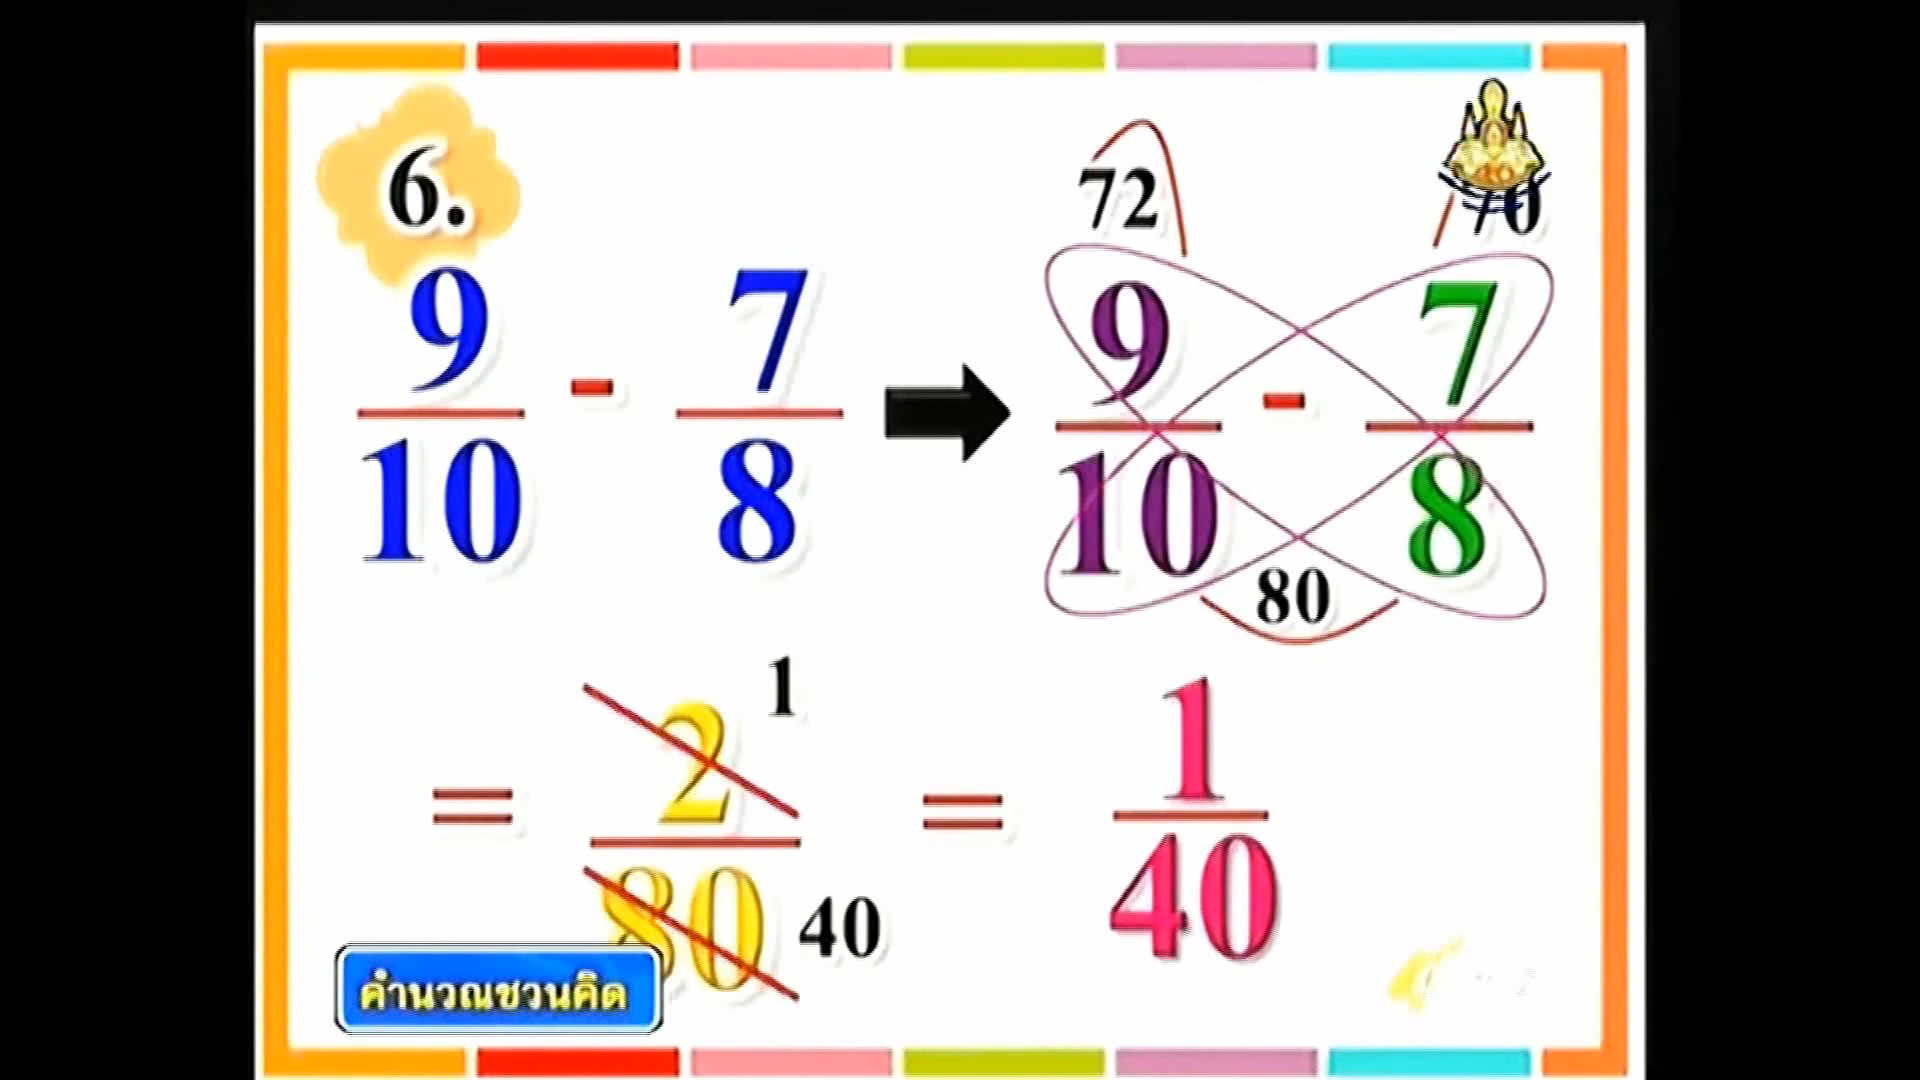 6.
72 70
9/10 - 7/8 ➡ 9/10 - 7/8
80
1
= 2/80 = 1/40
40
คำนวณชวนคิด